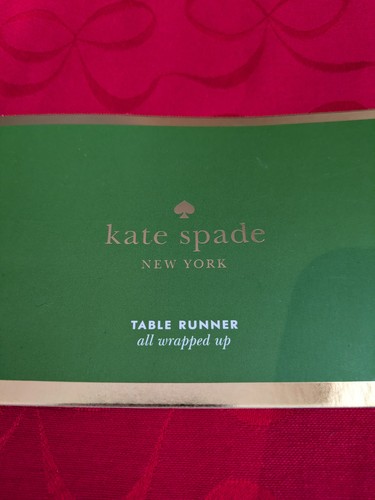 kate spade
NEW YORK
TABLE RUNNER
all wrapped up